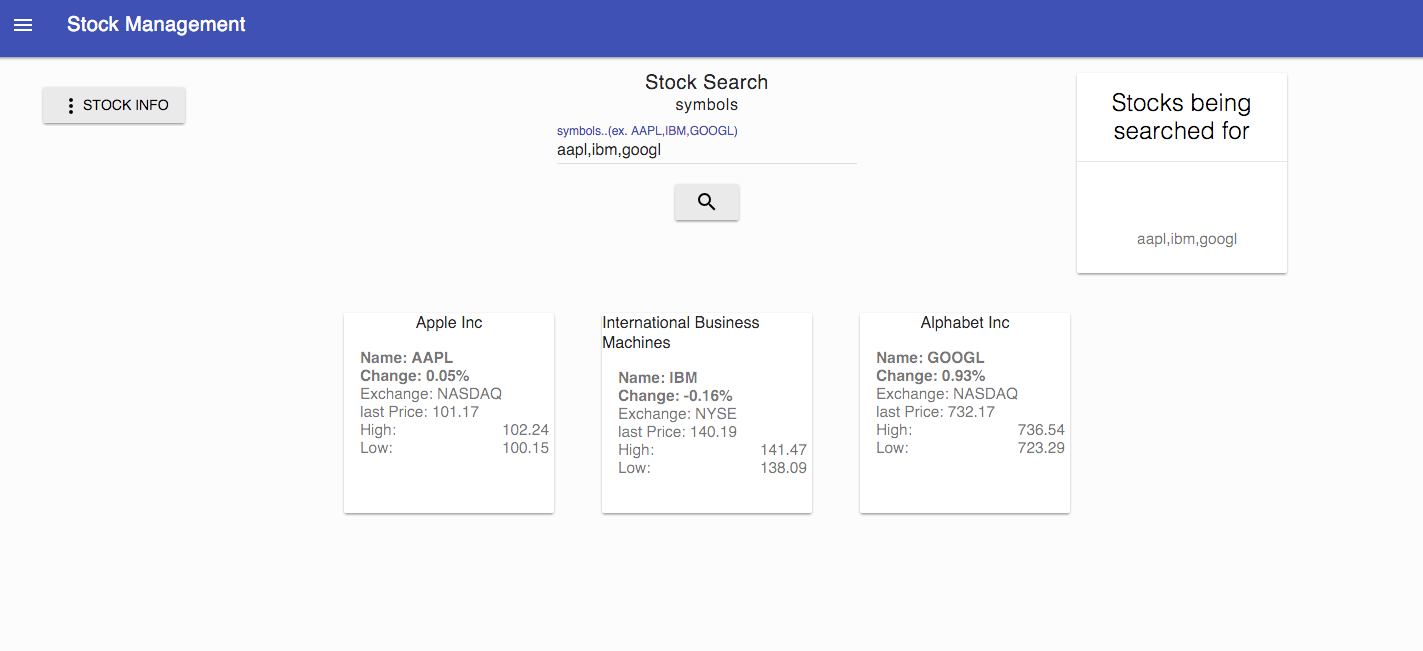 Stock Management
STOCK INFO
Stock Search
symbols
symbols..(ex. AAPL,IBM,GOOGL)
aapl,ibm,googl
Stocks being
searched for
aapl,ibm,googl
Apple Inc
Name: AAPL
Change: 0.05%
Exchange: NASDAQ
last Price: 101.17
High: 102.24
Low: 100.15
International Business
Machines
Name: IBM
Change: -0.16%
Exchange: NYSE
last Price: 140.19
High: 141.47
Low: 138.09
Alphabet Inc
Name: GOOGL
Change: 0.93%
Exchange: NASDAQ
last Price: 732.17
High: 736.54
Low: 723.29